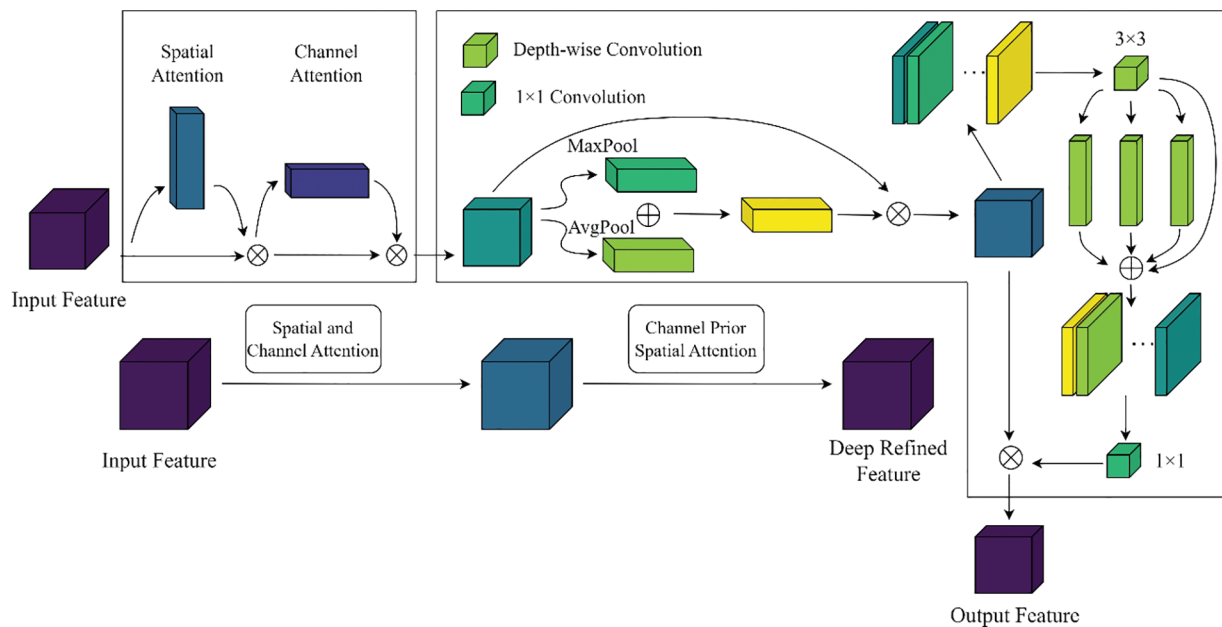 Spatial
Attention
Channel
Attention
Depth-wise Convolution
1×1 Convolution
3×3
MaxPool
AvgPool
Input Feature
Spatial and
Channel Attention
Channel Prior
Spatial Attention
Input Feature
Deep Refined
Feature
1×1
Output Feature